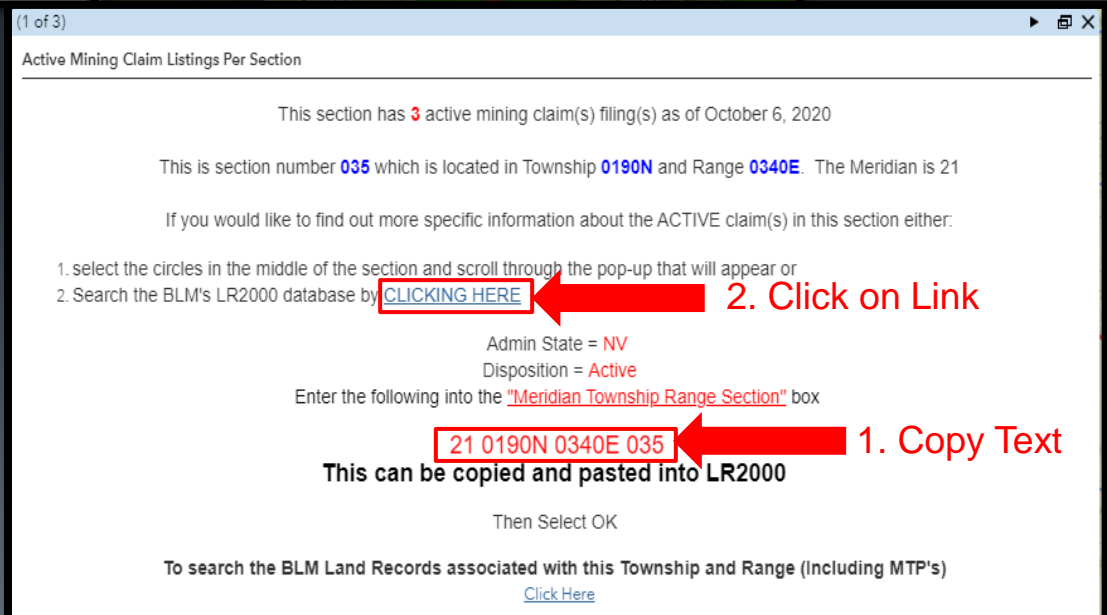 (1 of 3)
Active Mining Claim Listings Per Section
This section has 3 active mining claim(s) filing(s) as of October 6, 2020
This is section number 035 which is located in Township 0190N and Range 0340E. The Meridian is 21
If you would like to find out more specific information about the ACTIVE claim(s) in this section either:
1. select the circles in the middle of the section and scroll through the pop-up that will appear or
2. Search the BLM's LR2000 database by CLICKING HERE
2. Click on Link
Admin State = NV
Disposition = Active
Enter the following into the "Meridian Township Range Section" box
21 0190N 0340E 035
1. Copy Text
This can be copied and pasted into LR2000
Then Select OK
To search the BLM Land Records associated with this Township and Range (Including MTP's)
Click Here